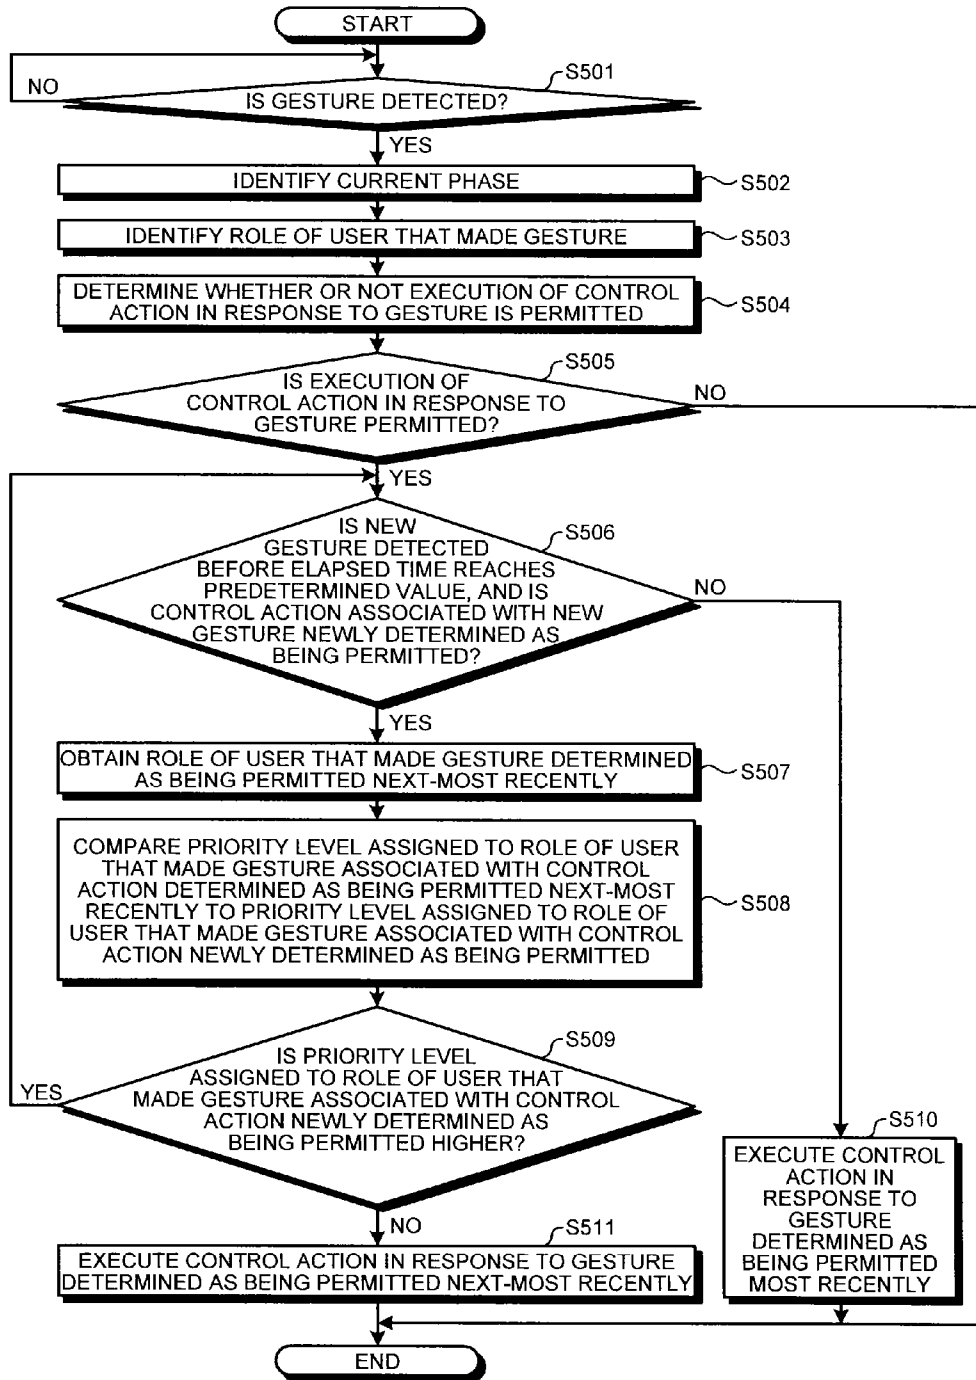 START
S501
NO
IS GESTURE DETECTED?
YES
IDENTIFY CURRENT PHASE
S502
IDENTIFY ROLE OF USER THAT MADE GESTURE
S503
DETERMINE WHETHER OR NOT EXECUTION OF CONTROL
ACTION IN RESPONSE TO GESTURE IS PERMITTED
S504
S505
IS EXECUTION OF
CONTROL ACTION IN RESPONSE TO
GESTURE PERMITTED?
NO
YES
S506
IS NEW
GESTURE DETECTED
BEFORE ELAPSED TIME REACHES
PREDETERMINED VALUE, AND IS
CONTROL ACTION ASSOCIATED WITH NEW
GESTURE NEWLY DETERMINED AS
BEING PERMITTED?
NO
YES
OBTAIN ROLE OF USER THAT MADE GESTURE DETERMINED
AS BEING PERMITTED NEXT-MOST RECENTLY
S507
COMPARE PRIORITY LEVEL ASSIGNED TO ROLE OF USER
THAT MADE GESTURE ASSOCIATED WITH CONTROL
ACTION DETERMINED AS BEING PERMITTED NEXT-MOST
RECENTLY TO PRIORITY LEVEL ASSIGNED TO ROLE OF
USER THAT MADE GESTURE ASSOCIATED WITH CONTROL
ACTION NEWLY DETERMINED AS BEING PERMITTED
S508
S509
IS PRIORITY LEVEL
ASSIGNED TO ROLE OF USER THAT
MADE GESTURE ASSOCIATED WITH CONTROL
ACTION NEWLY DETERMINED AS
BEING PERMITTED HIGHER?
YES
NO
S510
EXECUTE CONTROL
ACTION IN
RESPONSE TO
GESTURE
DETERMINED AS
BEING PERMITTED
MOST RECENTLY
S511
EXECUTE CONTROL ACTION IN RESPONSE TO GESTURE
DETERMINED AS BEING PERMITTED NEXT-MOST RECENTLY
END